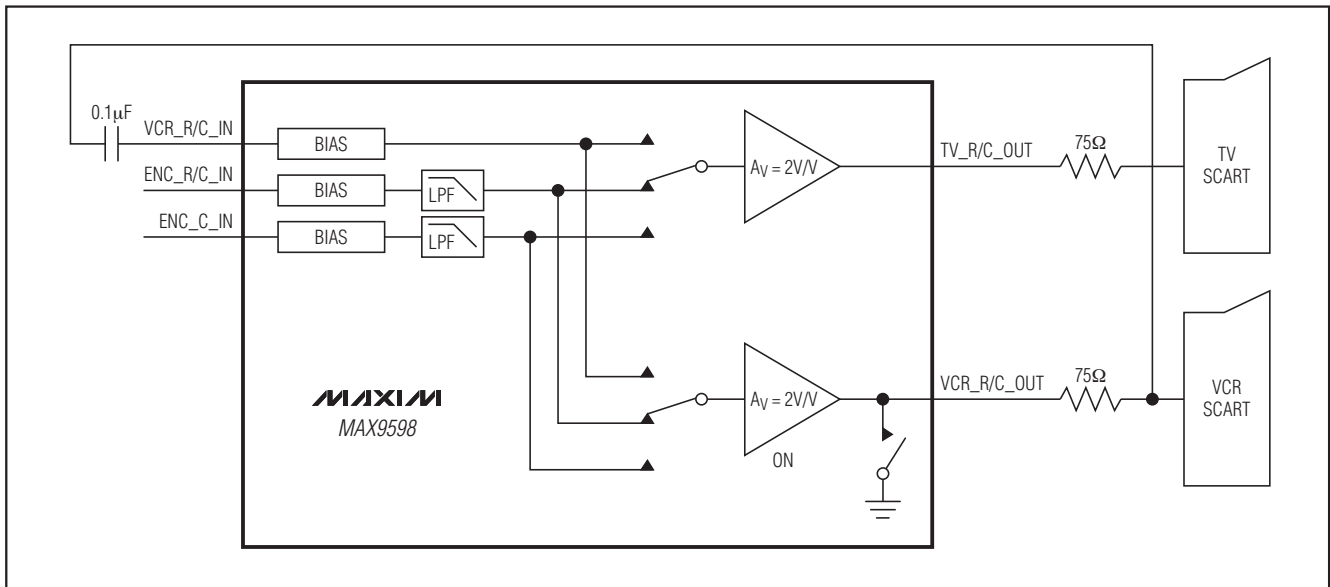 0.1µF
VCR_R/C_IN
BIAS
ENC_R/C_IN
BIAS
LPF
ENC_C_IN
BIAS
LPF
AV = 2V/V
TV_R/C_OUT
75Ω
TV
SCART
MAXIM
MAX9598
AV = 2V/V
ON
VCR_R/C_OUT
75Ω
VCR
SCART